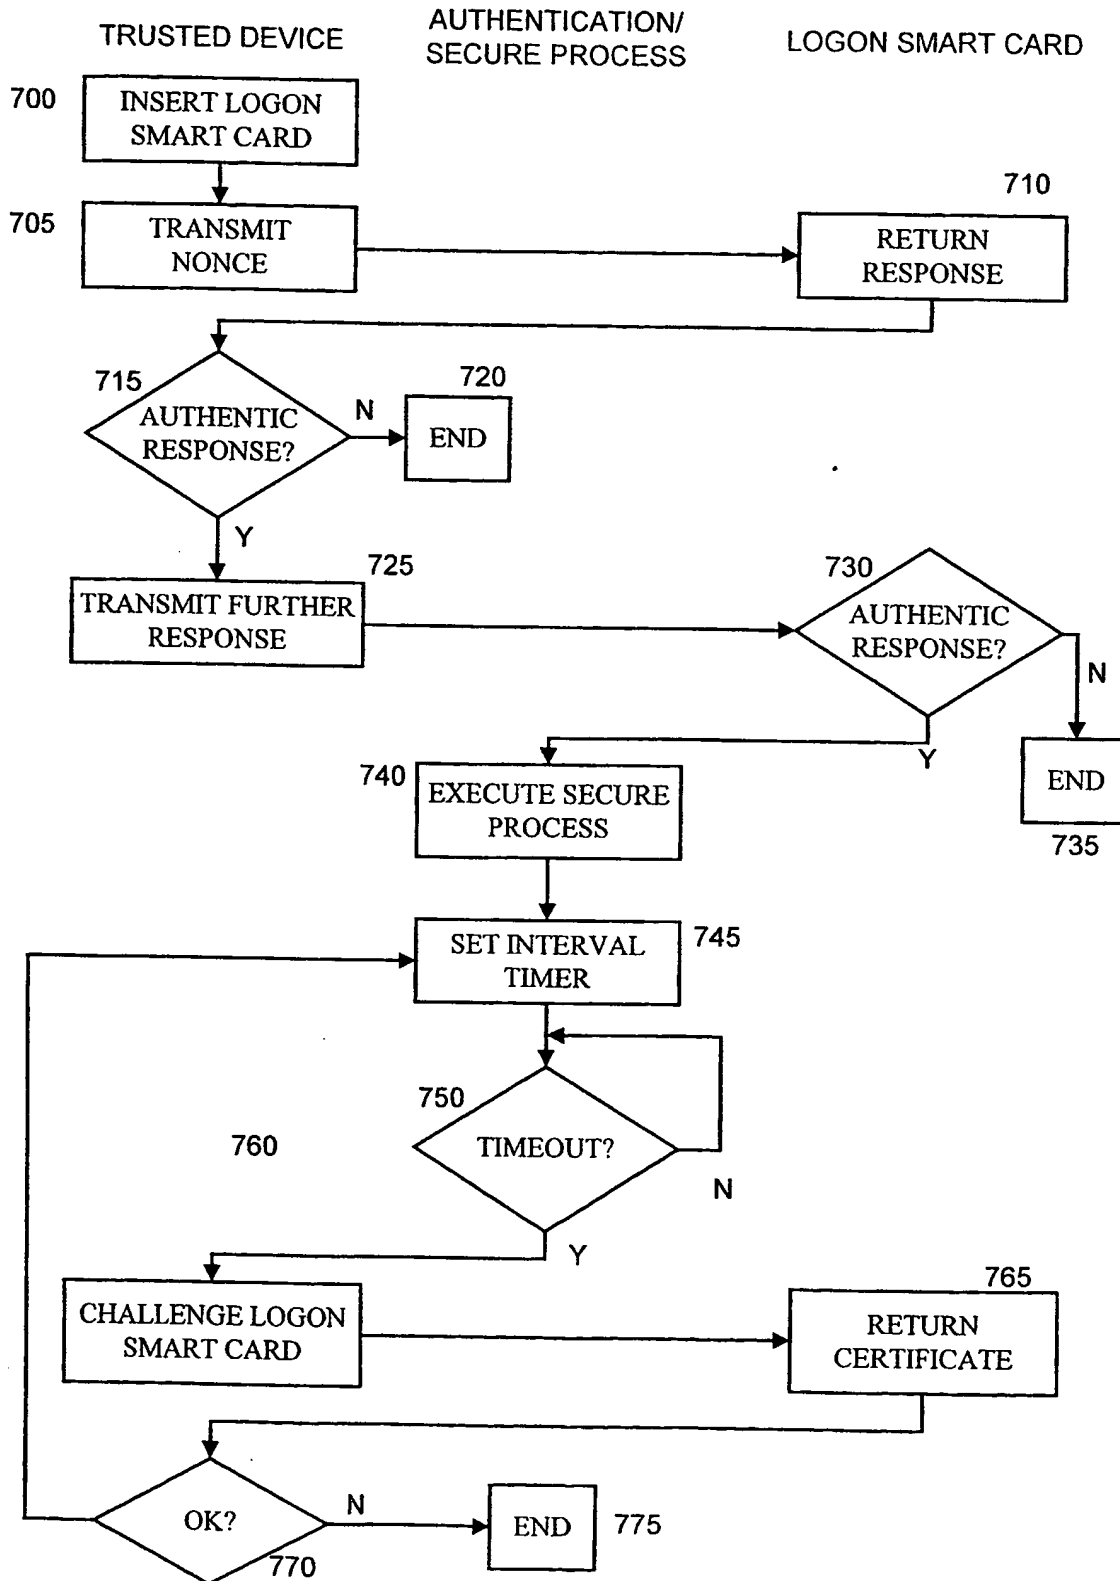 TRUSTED DEVICE
AUTHENTICATION/
SECURE PROCESS
LOGON SMART CARD
700
INSERT LOGON
SMART CARD
705
TRANSMIT
NONCE
710
RETURN
RESPONSE
715
AUTHENTIC
RESPONSE?
N
720
END
Y
725
TRANSMIT FURTHER
RESPONSE
730
AUTHENTIC
RESPONSE?
N
Y
END
735
740
EXECUTE SECURE
PROCESS
SET INTERVAL
TIMER
745
750
TIMEOUT?
N
Y
760
CHALLENGE LOGON
SMART CARD
765
RETURN
CERTIFICATE
OK?
770
N
END
775